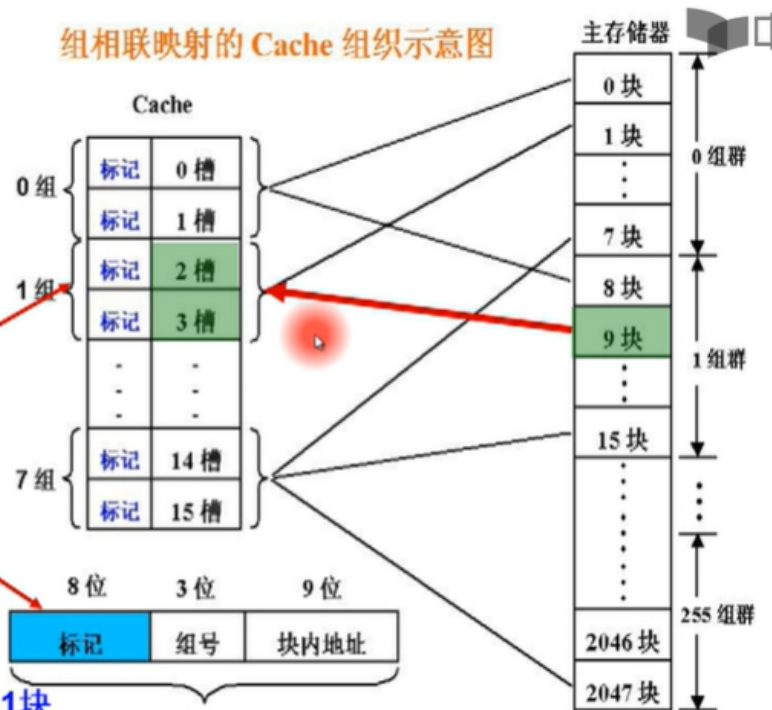 组相联映射的 Cache 组织示意图
主存储器
Cache
0 组
标记 0 槽
标记 1 槽
1 组
标记 2 槽
标记 3 槽
7 组
标记 14 槽
标记 15 槽
0 块
1 块
7 块
8 块
9 块
15 块
2046 块
2047 块
0 组群
1 组群
255 组群
8 位 3 位 9 位
标记 组号 块内地址
1块